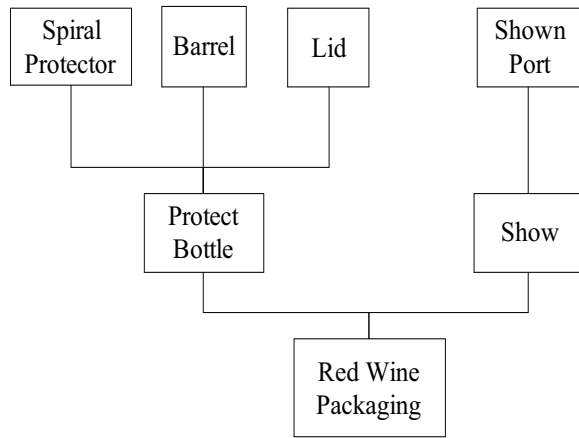 Spiral
Protector
Barrel
Lid
Shown
Port
Protect
Bottle
Show
Red Wine
Packaging